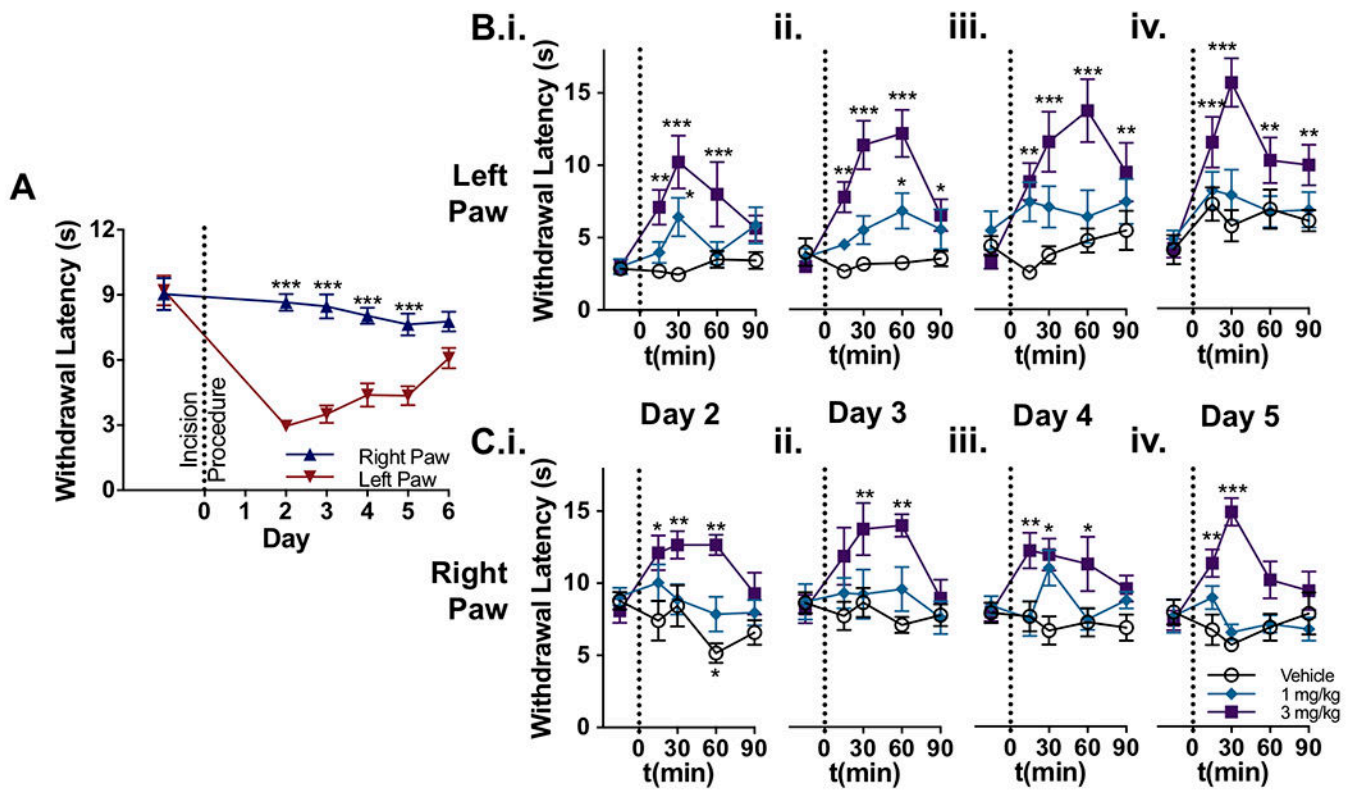 A
Withdrawal Latency (s)
12
9
6
3
0
*** *** *** ***
Incision
Procedure
Right Paw
Left Paw
0 1 2 3 4 5 6
Day
B.i. ii. iii. iv.
Left
Paw
Withdrawal Latency (s)
15
10
5
0
** *** * ***
** *** *** * *
** *** *** **
*** *** ** **
0 30 60 90 0 30 60 90 0 30 60 90 0 30 60 90
t(min) t(min) t(min) t(min)
Day 2 Day 3 Day 4 Day 5
C.i. ii. iii. iv.
Right
Paw
Withdrawal Latency (s)
15
10
5
0
* ** ** *
** **
** * *
** ***
Vehicle
1 mg/kg
3 mg/kg
0 30 60 90 0 30 60 90 0 30 60 90 0 30 60 90
t(min) t(min) t(min) t(min)